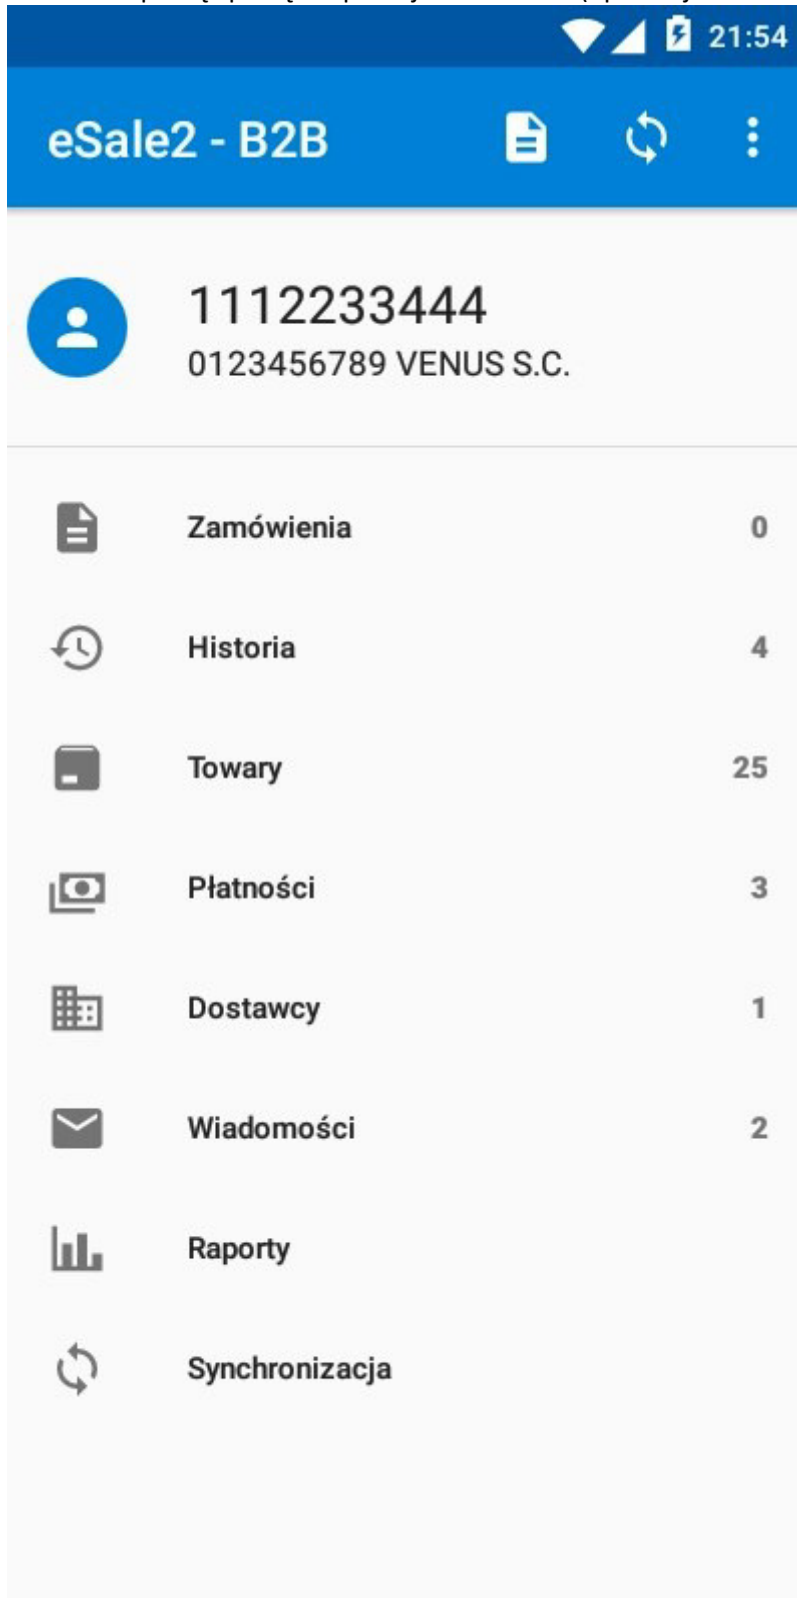 21:54
eSale2 - B2B
1112233444
0123456789 VENUS S.C.
Zamówienia 0
Historia 4
Towary 25
Płatności 3
Dostawcy 1
Wiadomości 2
Raporty
Synchronizacja